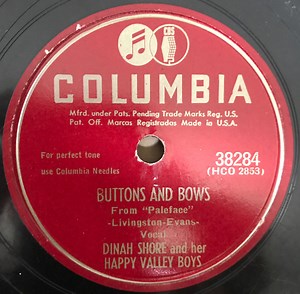 COLUMBIA
Mfrd. under Pats. Pending Trade Marks Reg. U.S.
Pat. Off. Marcas Registradas Made in U.S.A.
For perfect tone
use Columbia Needles
38284
(HCO 2853)
BUTTONS AND BOWS
From "Paleface"
-Livingston-Evans-
Vocal
DINAH SHORE and her
HAPPY VALLEY BOYS